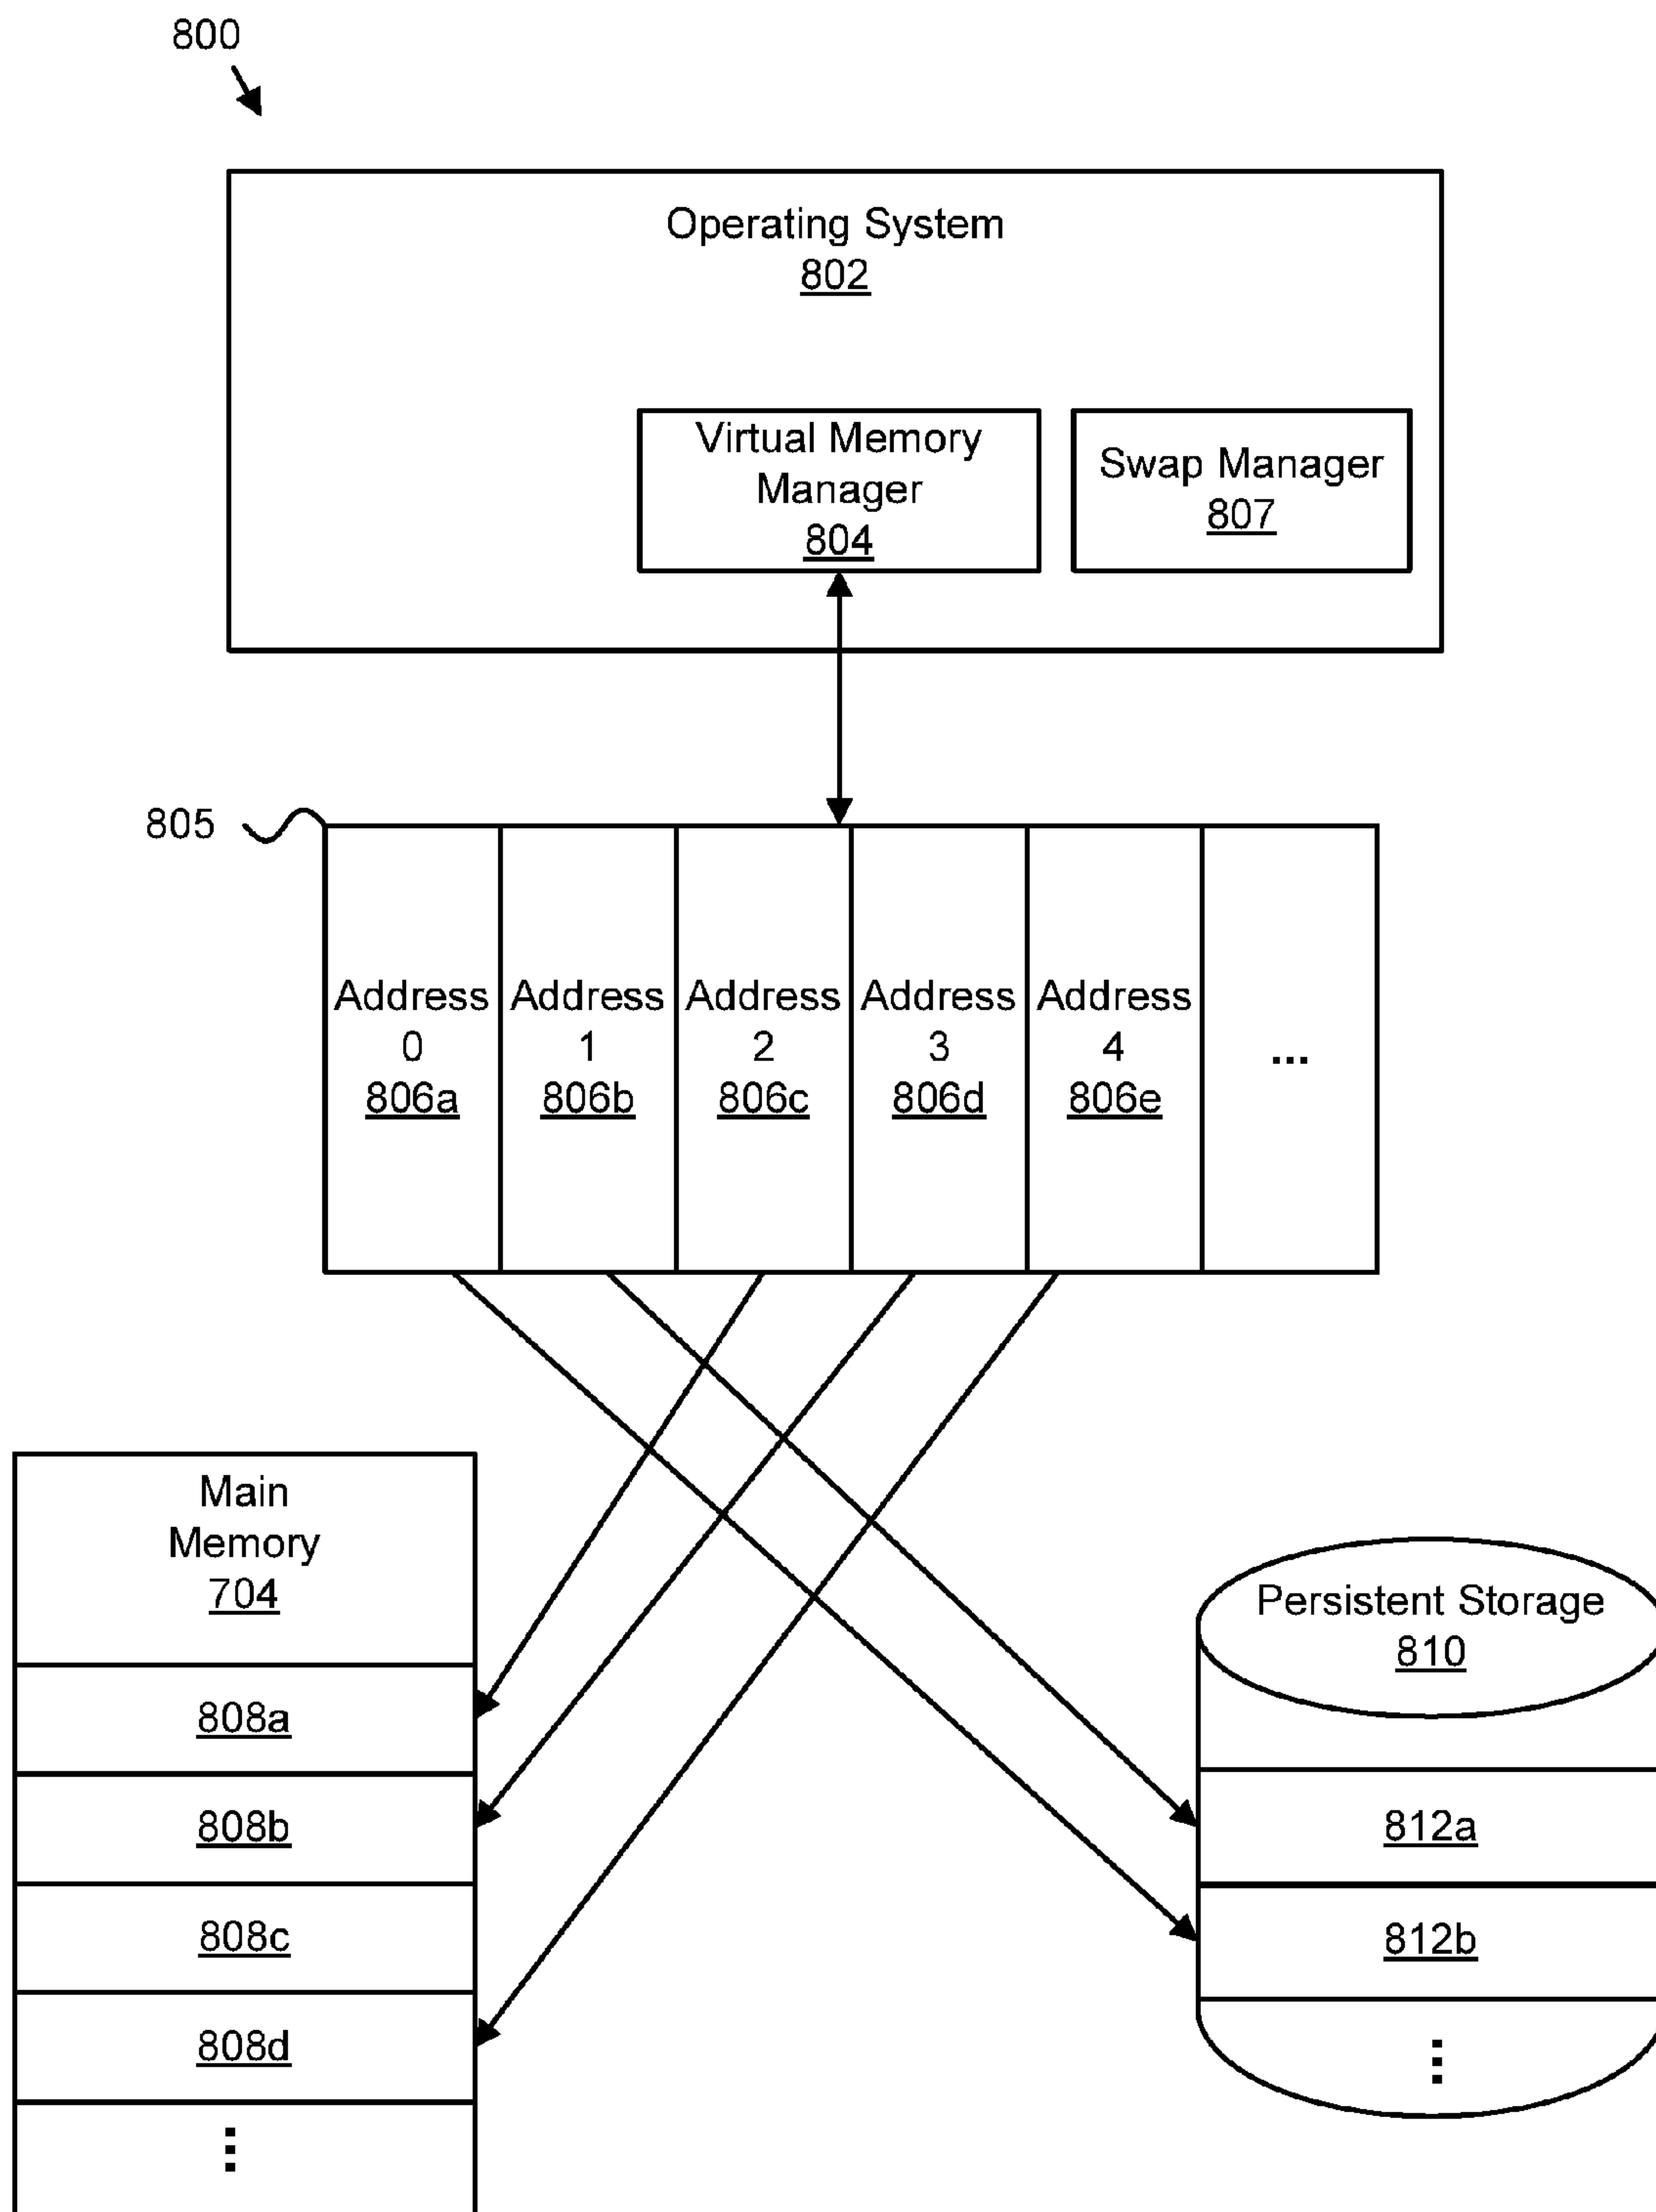 800
Operating System
802
Virtual Memory
Manager
804
Swap Manager
807
805
Address
0
806a
Address
1
806b
Address
2
806c
Address
3
806d
Address
4
806e
...
Main
Memory
704
808a
808b
808c
808d
⋮
Persistent Storage
810
812a
812b
⋮